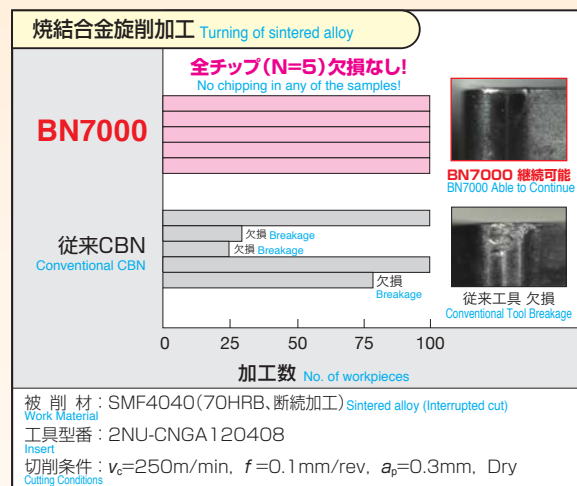 焼結合金旋削加工 Turning of sintered alloy
全チップ(N=5)欠損なし!
No chipping in any of the samples!
BN7000
BN7000 継続可能
BN7000 Able to Continue
従来CBN
Conventional CBN
欠損 Breakage
欠損 Breakage
欠損
Breakage
従来工具 欠損
Conventional Tool Breakage
0 25 50 75 100
加工数 No. of workpieces
被 削 材：SMF4040(70HRB、断続加工) Sintered alloy (Interrupted cut)
Work Material
工具型番：2NU-CNGA120408
Insert
切削条件：vc=250m/min, f=0.1mm/rev, ap=0.3mm, Dry
Cutting Conditions